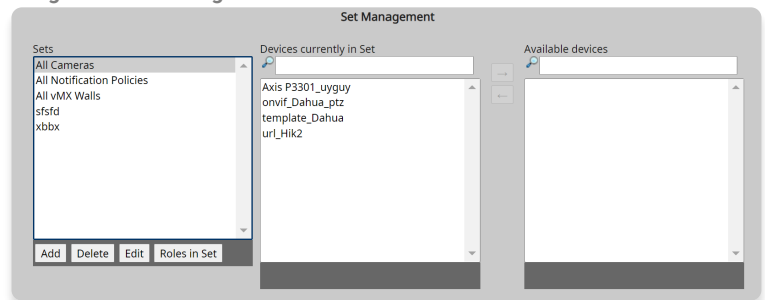 Set Management
Sets
All Cameras
All Notification Policies
All vMX Walls
sfsfd
xbbx
Add
Delete
Edit
Roles in Set
Devices currently in Set
Axis P3301_uyguy
onvif_Dahua_ptz
template_Dahua
url_Hik2
→
←
Available devices